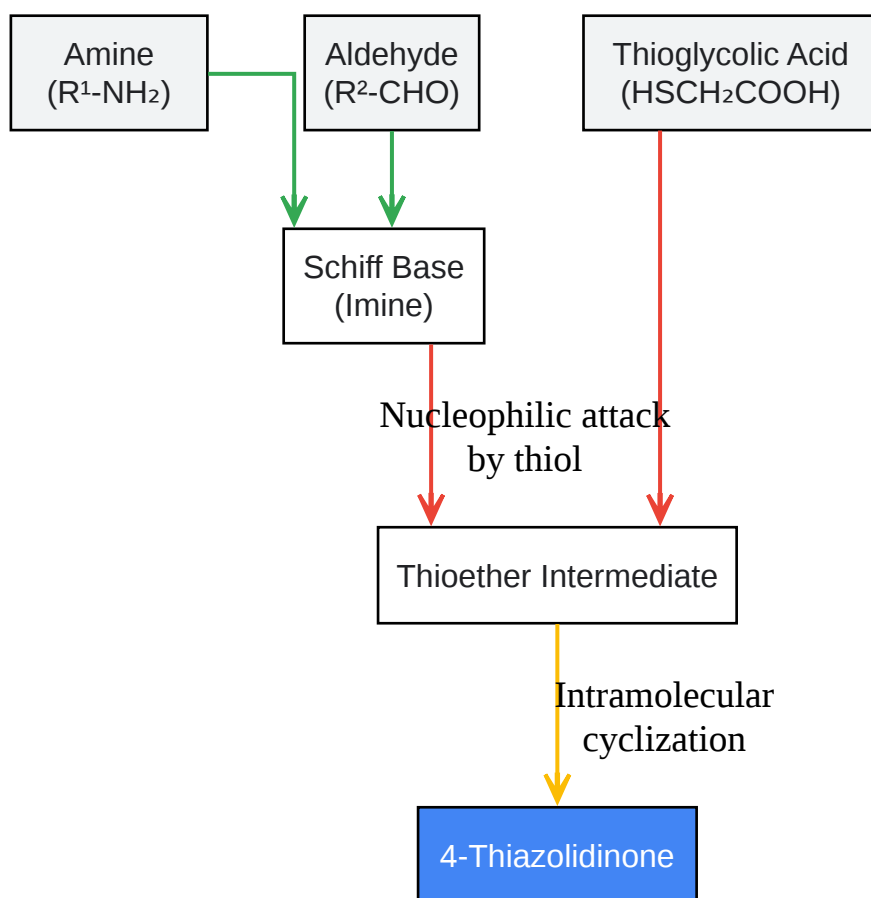 Amine
(R¹-NH₂)
Aldehyde
(R²-CHO)
Thioglycolic Acid
(HSCH₂COOH)
Schiff Base
(Imine)
Nucleophilic attack
by thiol
Thioether Intermediate
Intramolecular
cyclization
4-Thiazolidinone